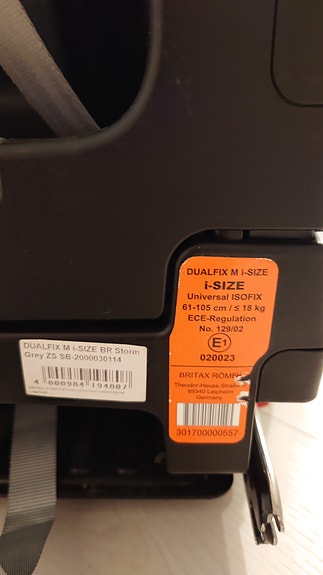 DUALFIX M i-SIZE
i-SIZE
Universal ISOFIX
61-105 cm / ≤ 18 kg
ECE-Regulation
No. 129/02
E1
020023
BRITAX RÖMER
Theodor-Heuss-Straße
89340 Leipheim
Germany
301700000557
DUALFIX M i-SIZE BR Storm
Grey ZS SB-2000030114
4 000984 194807